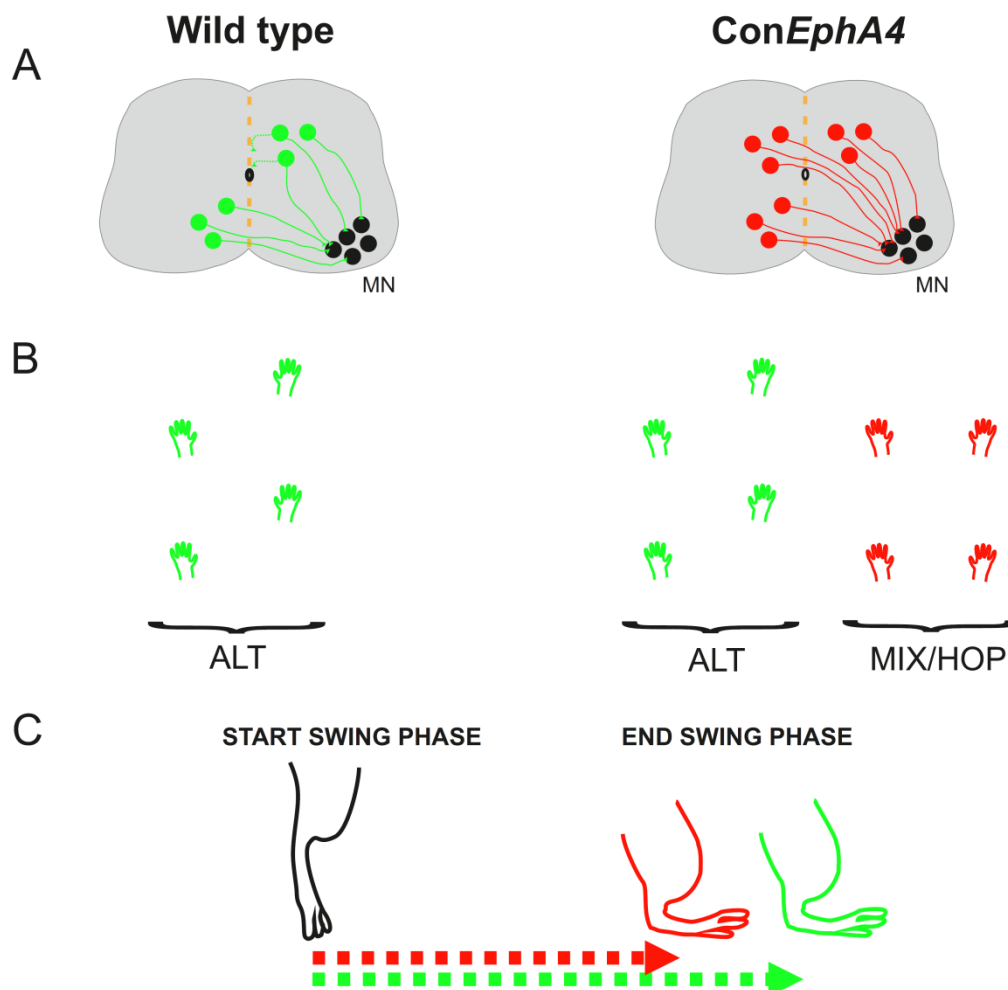 Wild type
ConEphA4
A
MN
MN
B
ALT
ALT
MIX/HOP
C
START SWING PHASE
END SWING PHASE